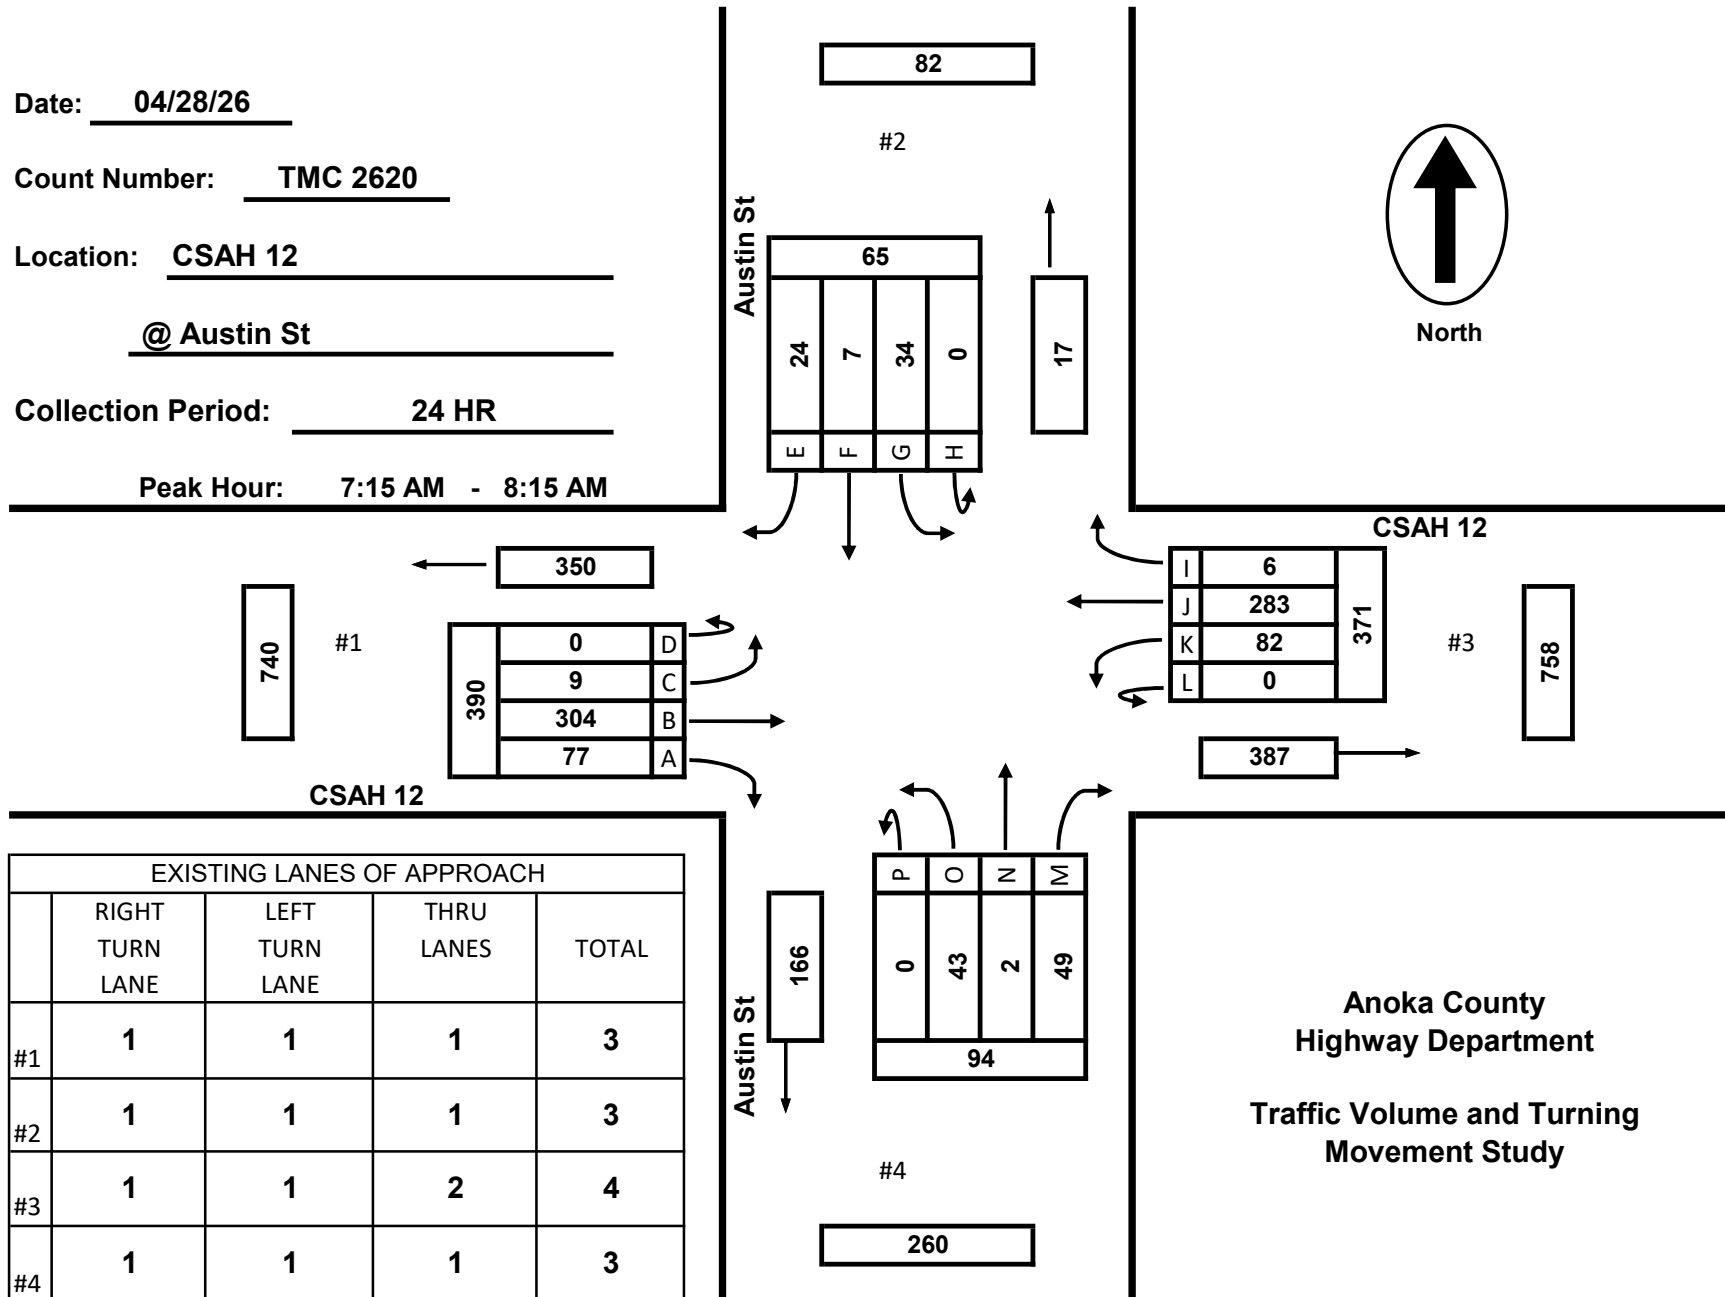 82
Date: 04/28/26
#2
Count Number: TMC 2620
Austin St
65
Location: CSAH 12
@ Austin St
North
24 7 34 0
17
Collection Period: 24 HR
E F G H
Peak Hour: 7:15 AM - 8:15 AM
CSAH 12
350
I 6
J 283
K 82
L 0
371
#3
758
740
#1
390
0 D
9 C
304 B
77 A
387
CSAH 12
EXISTING LANES OF APPROACH
RIGHT TURN LANE
LEFT TURN LANE
THRU LANES
TOTAL
#1 1 1 1 3
#2 1 1 1 3
#3 1 1 2 4
#4 1 1 1 3
P O N M
0 43 2 49
94
166
Austin St
#4
260
Anoka County
Highway Department
Traffic Volume and Turning
Movement Study